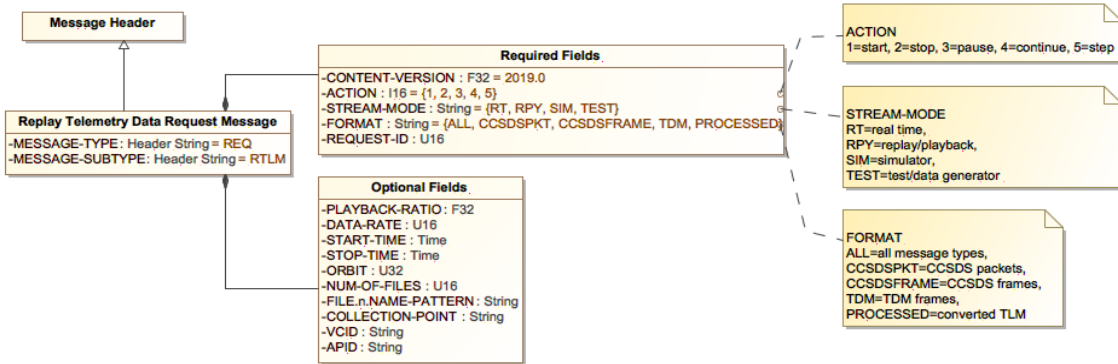 Message Header
Replay Telemetry Data Request Message
-MESSAGE-TYPE: Header String = REQ
-MESSAGE-SUBTYPE: Header String = RTLM
Required Fields
-CONTENT-VERSION : F32 = 2019.0
-ACTION : I16 = {1, 2, 3, 4, 5}
-STREAM-MODE : String = {RT, RPY, SIM, TEST}
-FORMAT : String = {ALL, CCSDSPKT, CCSDSFRAME, TDM, PROCESSED}
-REQUEST-ID : U16
Optional Fields
-PLAYBACK-RATIO : F32
-DATA-RATE : U16
-START-TIME : Time
-STOP-TIME : Time
-ORBIT : U32
-NUM-OF-FILES : U16
-FILE.n.NAME-PATTERN : String
-COLLECTION-POINT : String
-VCID : String
-APID : String
ACTION
1=start, 2=stop, 3=pause, 4=continue, 5=step
STREAM-MODE
RT=real time,
RPY=replay/playback,
SIM=simulator,
TEST=test/data generator
FORMAT
ALL=all message types,
CCSDSPKT=CCSDS packets,
CCSDSFRAME=CCSDS frames,
TDM=TDM frames,
PROCESSED=converted TLM